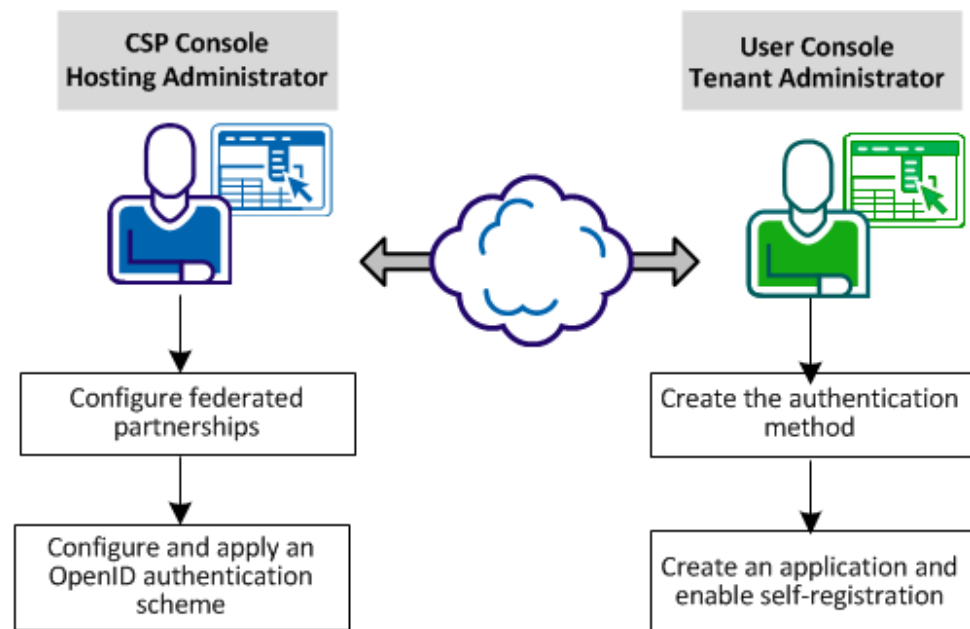 CSP Console
Hosting Administrator
User Console
Tenant Administrator
Configure federated
partnerships
Create the authentication
method
Configure and apply an
OpenID authentication
scheme
Create an application and
enable self-registration